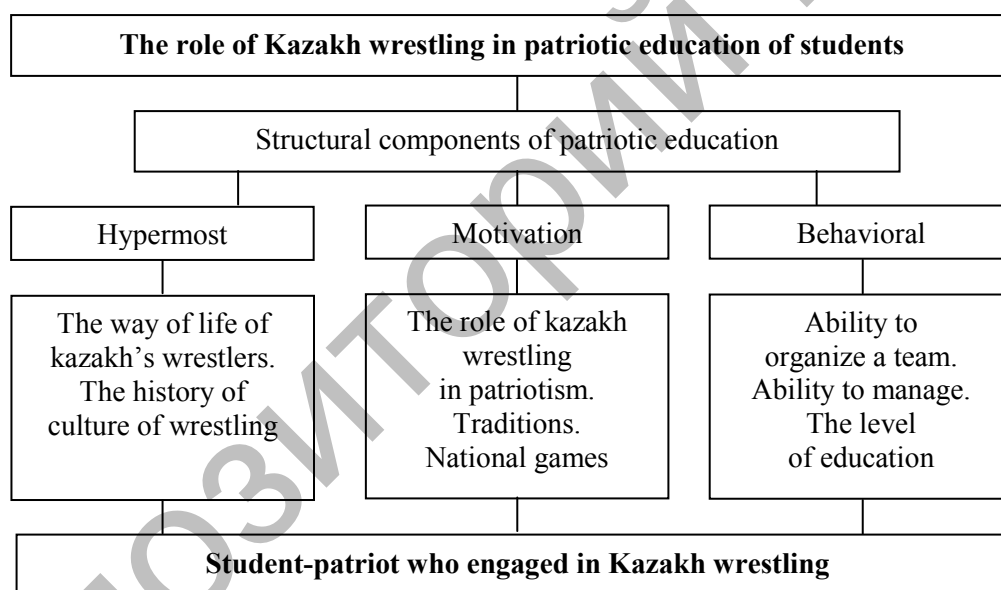 The role of Kazakh wrestling in patriotic education of students
Structural components of patriotic education
Hypermost
Motivation
Behavioral
The way of life of
kazakh’s wrestlers.
The history of
culture of wrestling
The role of kazakh
wrestling
in patriotism.
Traditions.
National games
Ability to
organize a team.
Ability to manage.
The level
of education
Student-patriot who engaged in Kazakh wrestling